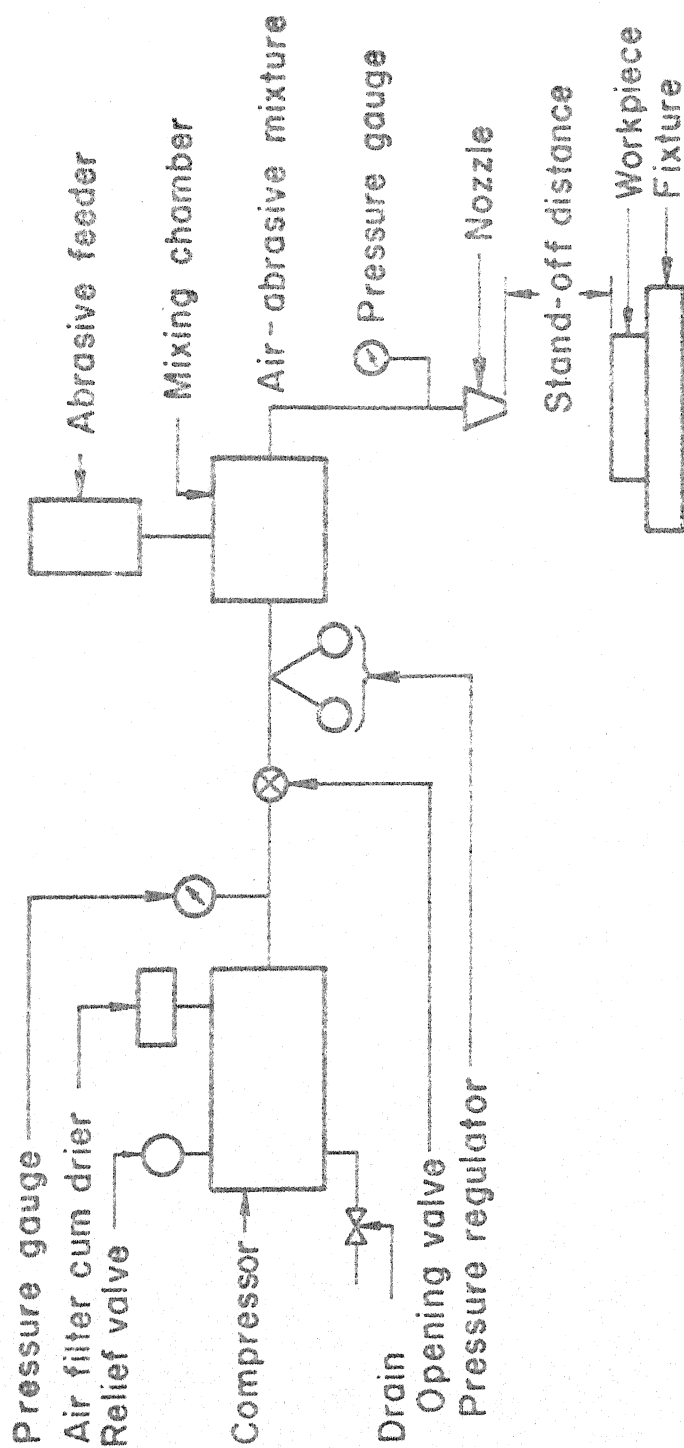 Pressure gauge
Air filter cum drier
Relief valve
Compressor
Drain
Opening valve
Pressure regulator
Abrasive feeder
Mixing chamber
Air-abrasive mixture
Pressure gauge
Nozzle
Stand-off distance
Workpiece
Fixture